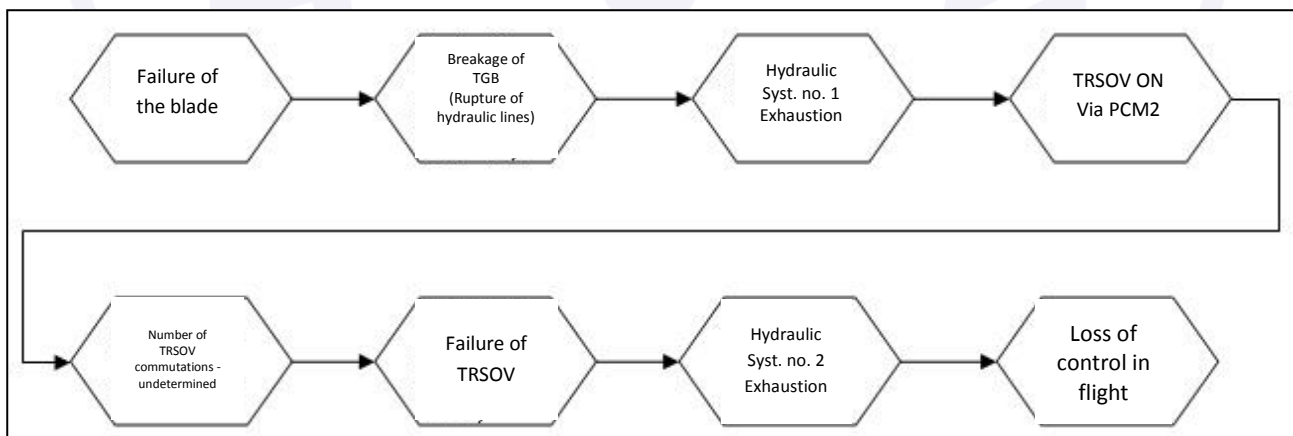 Failure of
the blade
Breakage of
TGB
(Rupture of
hydraulic lines)
Hydraulic
Syst. no. 1
Exhaustion
TRSOV ON
Via PCM2
Number of
TRSOV
commutations -
undetermined
Failure of
TRSOV
Hydraulic
Syst. no. 2
Exhaustion
Loss of
control in
flight